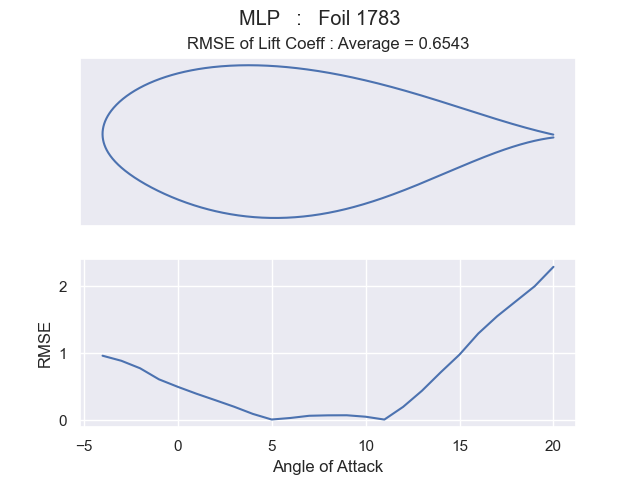 MLP   :   Foil 1783
RMSE of Lift Coeff : Average = 0.6543
2
1
0
RMSE
−5 0 5 10 15 20
Angle of Attack